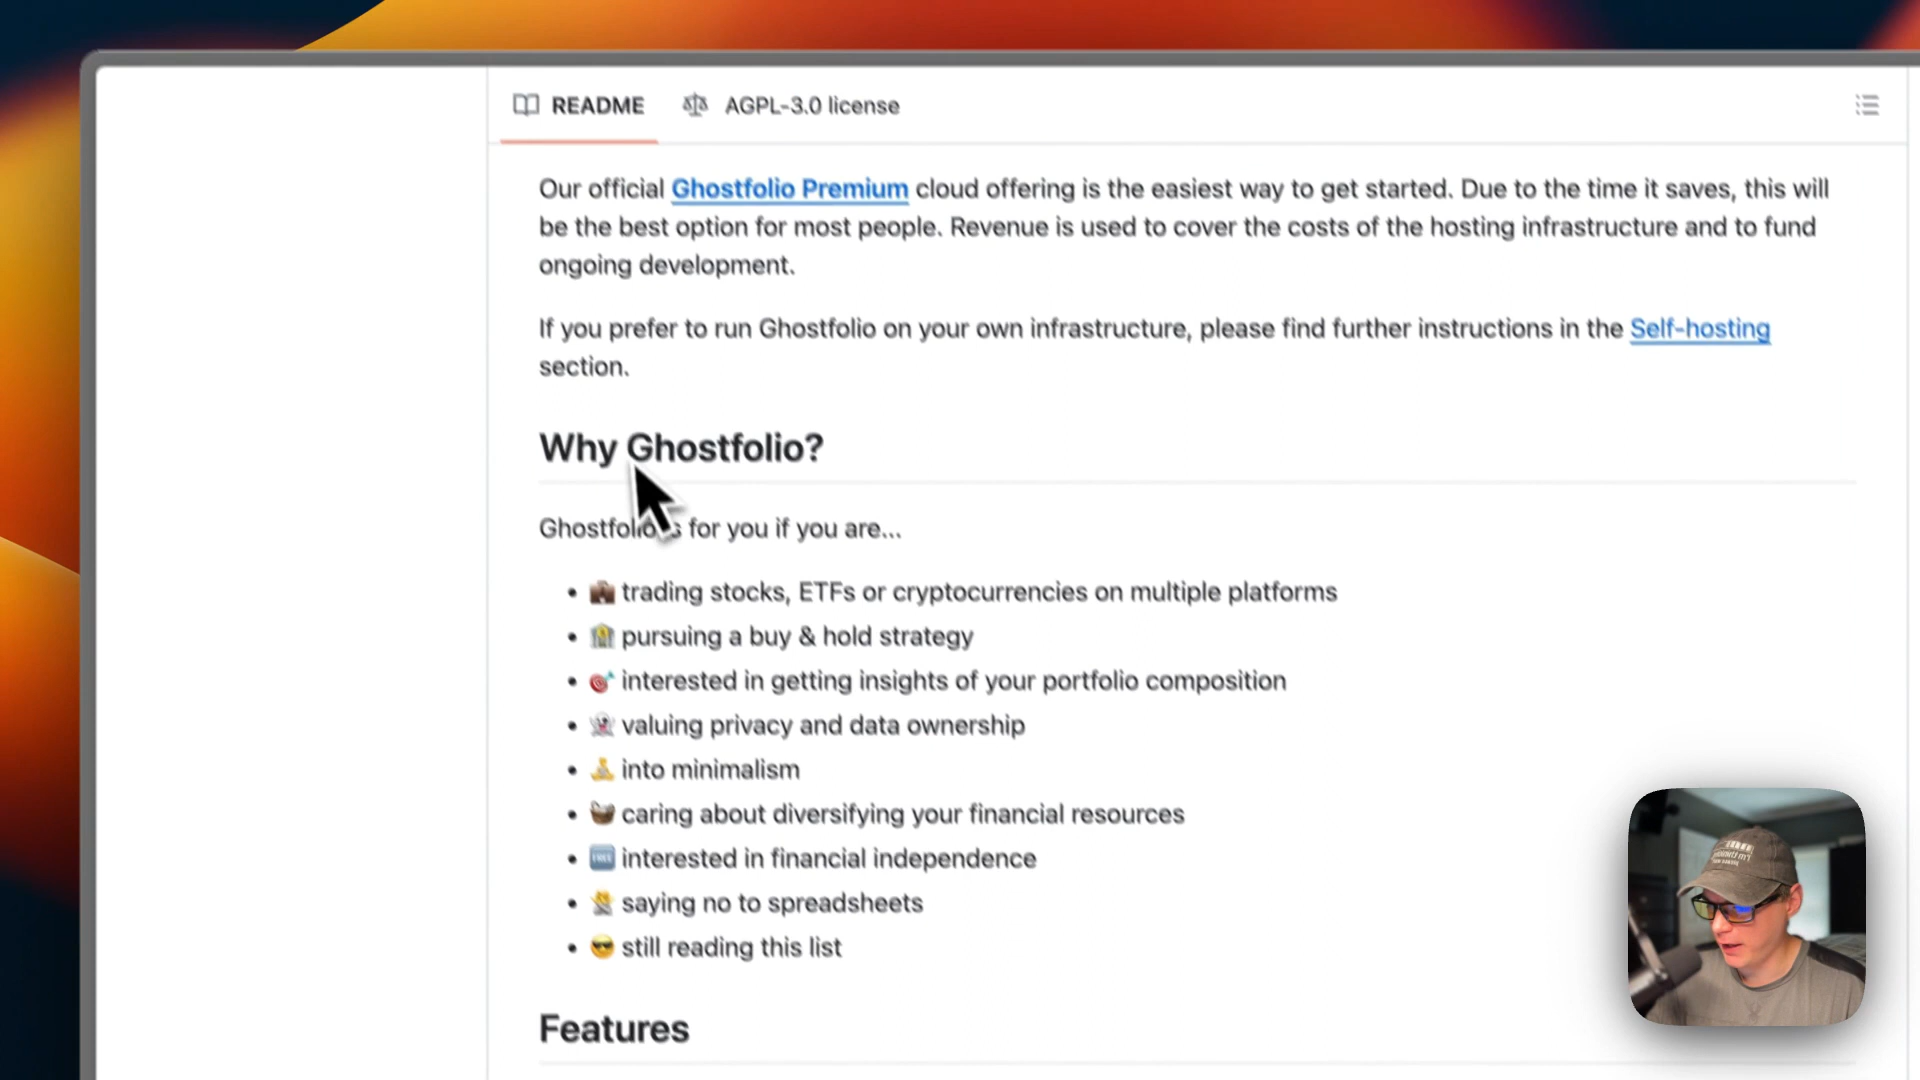 README AGPL-3.0 license
Our official Ghostfolio Premium cloud offering is the easiest way to get started. Due to the time it saves, this will
be the best option for most people. Revenue is used to cover the costs of the hosting infrastructure and to fund
ongoing development.
If you prefer to run Ghostfolio on your own infrastructure, please find further instructions in the Self-hosting
section.
Why Ghostfolio?
Ghostfolio is for you if you are...
• 💼 trading stocks, ETFs or cryptocurrencies on multiple platforms
• 🏦 pursuing a buy & hold strategy
• 🎯 interested in getting insights of your portfolio composition
• 👻 valuing privacy and data ownership
• 🧘 into minimalism
• 🧺 caring about diversifying your financial resources
• 🆓 interested in financial independence
• 🙅 saying no to spreadsheets
• 😎 still reading this list
Features